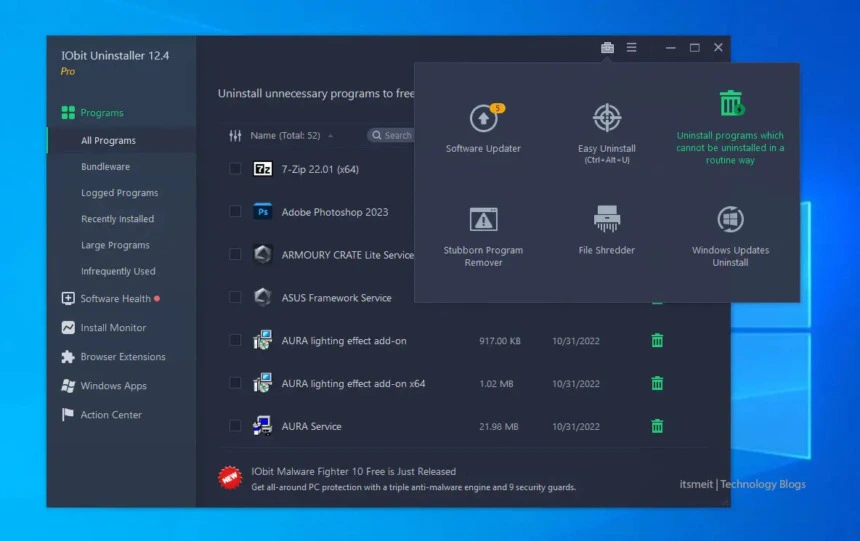 IObit Uninstaller 12.4
Pro
Programs
All Programs
Bundleware
Logged Programs
Recently Installed
Large Programs
Infrequently Used
Software Health
Install Monitor
Browser Extensions
Windows Apps
Action Center
Uninstall unnecessary programs to free
Name (Total: 52)
Search
7z
7-Zip 22.01 (x64)
Ps
Adobe Photoshop 2023
ARMOURY CRATE Lite Service
ASUS Framework Service
AURA lighting effect add-on
917.00 KB
10/31/2022
AURA lighting effect add-on x64
1.02 MB
10/31/2022
AURA Service
21.98 MB
10/31/2022
5
Software Updater
Easy Uninstall
(Ctrl+Alt+U)
Uninstall programs which
cannot be uninstalled in a
routine way
Stubborn Program
Remover
File Shredder
Windows Updates
Uninstall
NEW
IObit Malware Fighter 10 Free is Just Released
Get all-around PC protection with a triple anti-malware engine and 9 security guards.
itsmeit | Technology Blogs